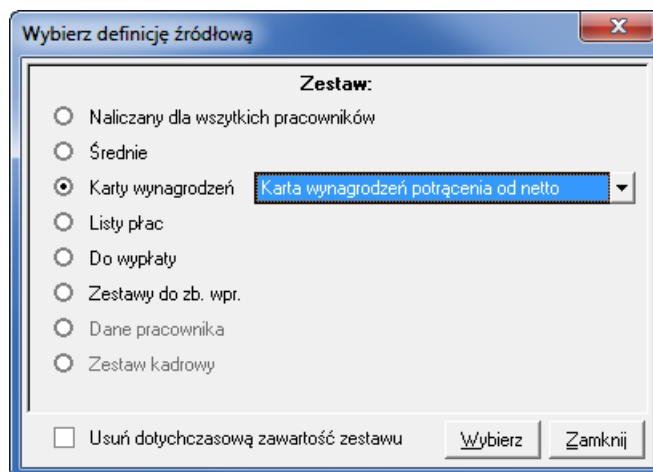 Wybierz definicję źródłową
Zestaw:
Naliczany dla wszytkich pracowników
Średnie
Karty wynagrodzeń Karta wynagrodzeń potrącenia od netto
Listy płac
Do wypłaty
Zestawy do zb. wpr.
Dane pracownika
Zestaw kadrowy
Usuń dotychczasową zawartość zestawu Wybierz Zamknij